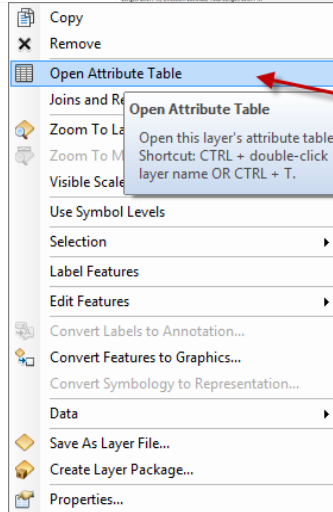 Copy
Remove
Open Attribute Table
Joins and Re
Open Attribute Table
Open this layer's attribute table
Shortcut: CTRL + double-click
layer name OR CTRL + T.
Zoom To La
Zoom To M
Visible Scale
Use Symbol Levels
Selection
Label Features
Edit Features
Convert Labels to Annotation...
Convert Features to Graphics...
Convert Symbology to Representation...
Data
Save As Layer File...
Create Layer Package...
Properties...